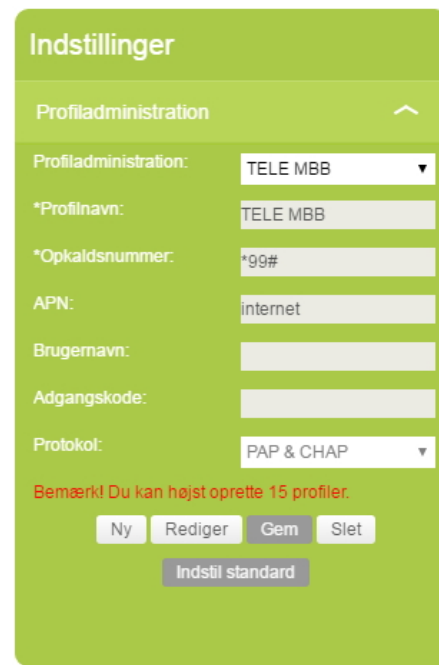 Indstillinger
Profiladministration
Profiladministration: TELE MBB
*Profilnavn: TELE MBB
*Opkaldsnummer: *99#
APN: internet
Brugernavn:
Adgangskode:
Protokol: PAP & CHAP
Bemærk! Du kan højst oprette 15 profiler.
Ny Rediger Gem Slet
Indstil standard